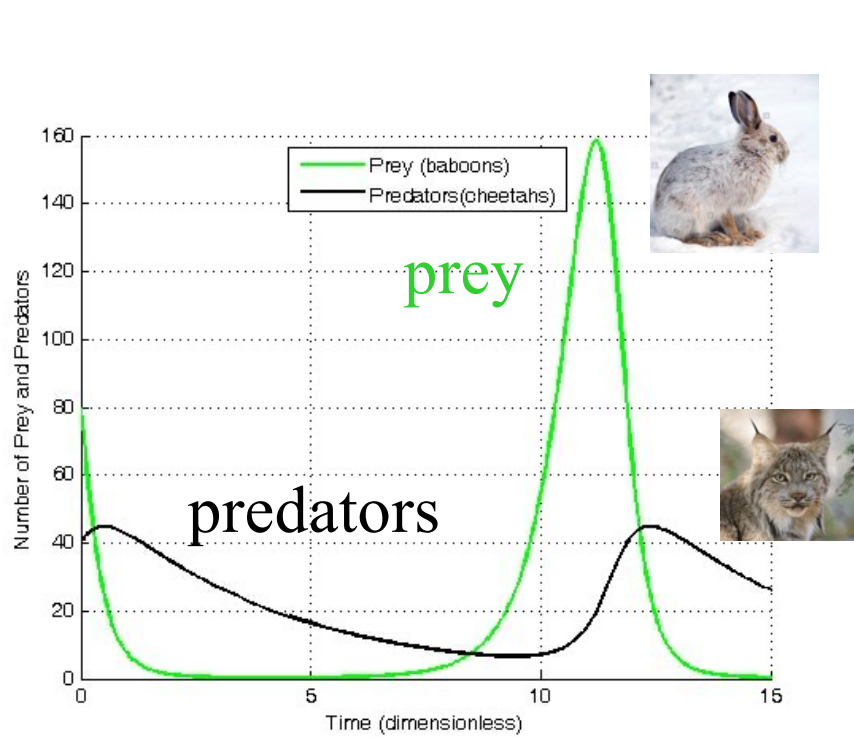 160
140
120
100
80
60
40
20
0
Number of Prey and Predators
Prey (baboons)
Predators(cheetahs)
prey
predators
0 5 10 15
Time (dimensionless)